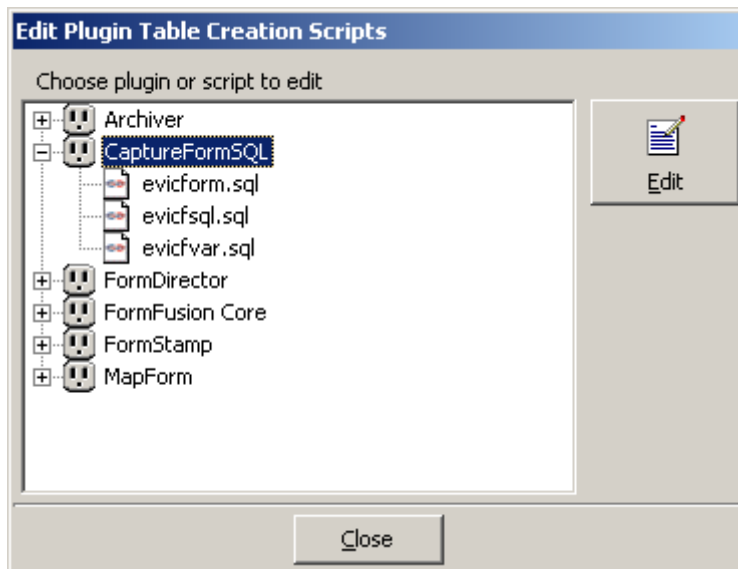 Edit Plugin Table Creation Scripts
Choose plugin or script to edit
Archiver
CaptureFormSQL
evicform.sql
evicfsql.sql
evicfvar.sql
FormDirector
FormFusion Core
FormStamp
MapForm
Edit
Close